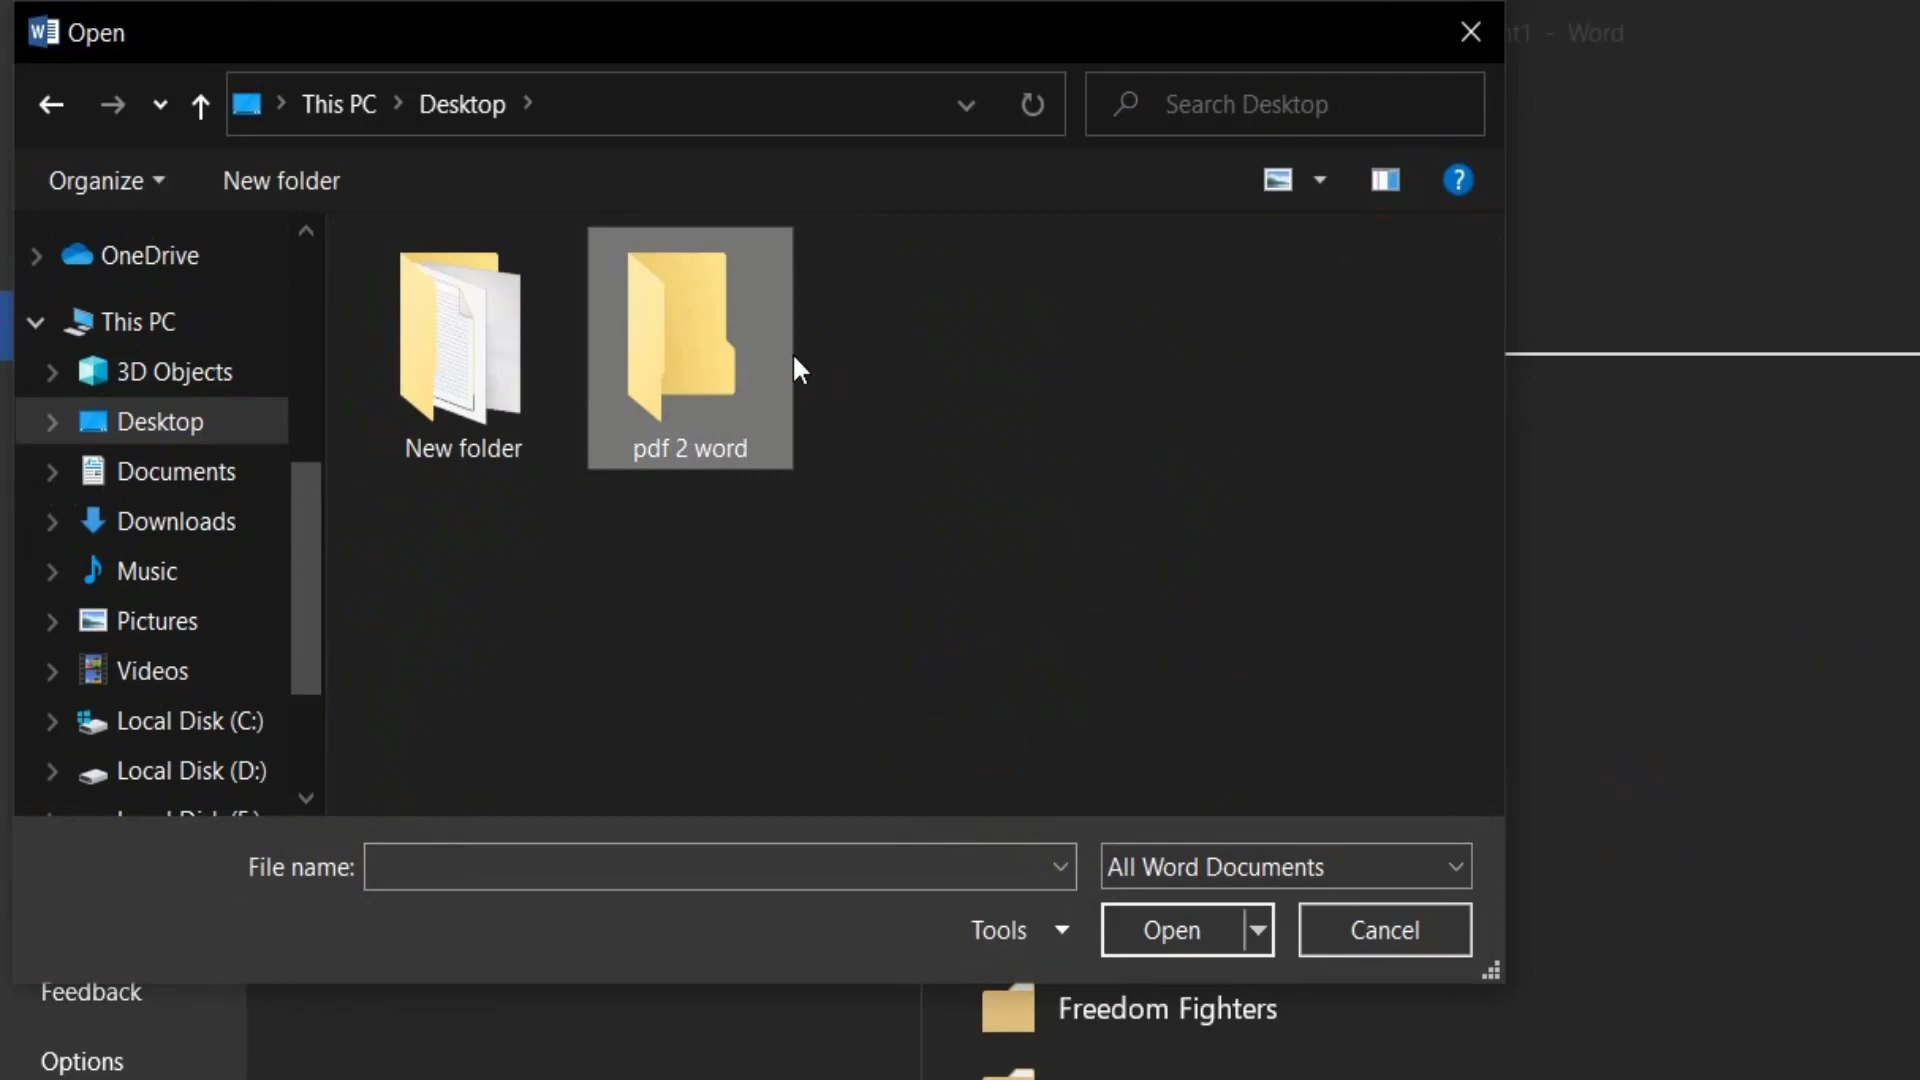 Open
nt1 - Word
This PC
Desktop
Search Desktop
Organize
New folder
OneDrive
This PC
3D Objects
Desktop
Documents
Downloads
Music
Pictures
Videos
Local Disk (C:)
Local Disk (D:)
New folder
pdf 2 word
File name:
All Word Documents
Tools
Open
Cancel
Feedback
Freedom Fighters
Options